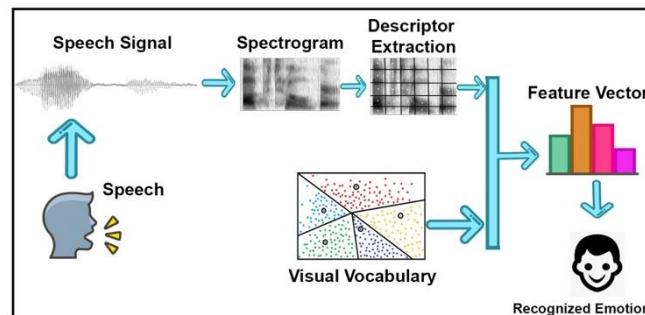 Speech Signal
Spectrogram
Descriptor
Extraction
Feature Vector
Speech
Visual Vocabulary
Recognized Emotion